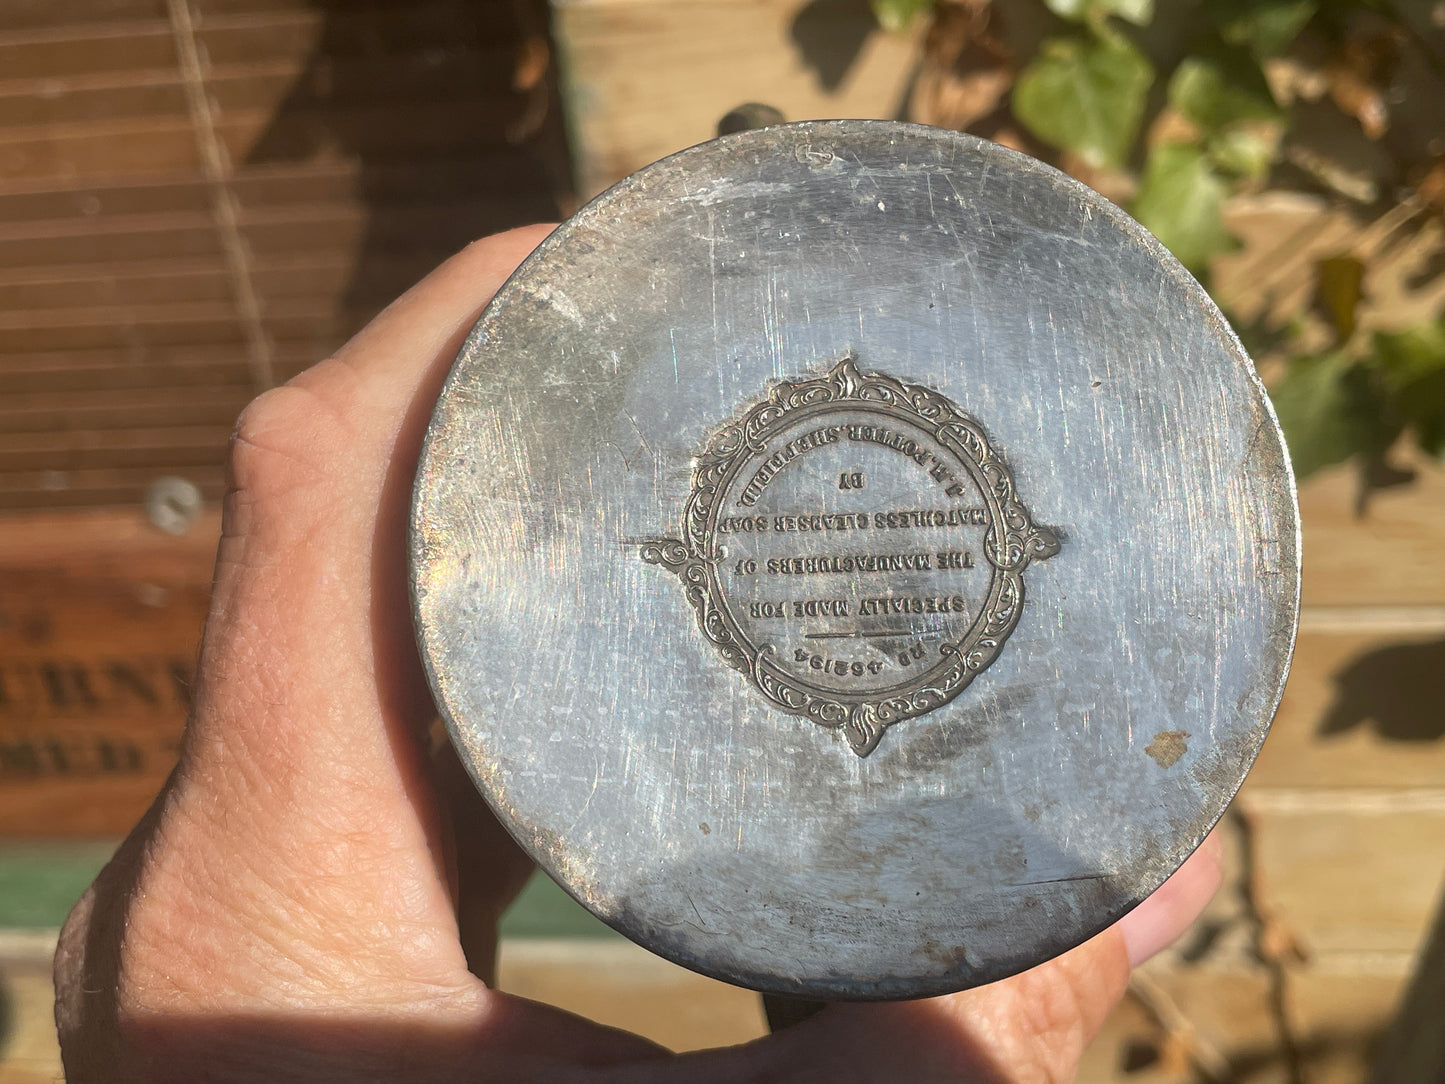 RD 462194
SPECIALLY MADE FOR
THE MANUFACTURERS OF
MATCHLESS CLEANSER SOAP
BY
J. H. POTTER. SHEFFIELD.